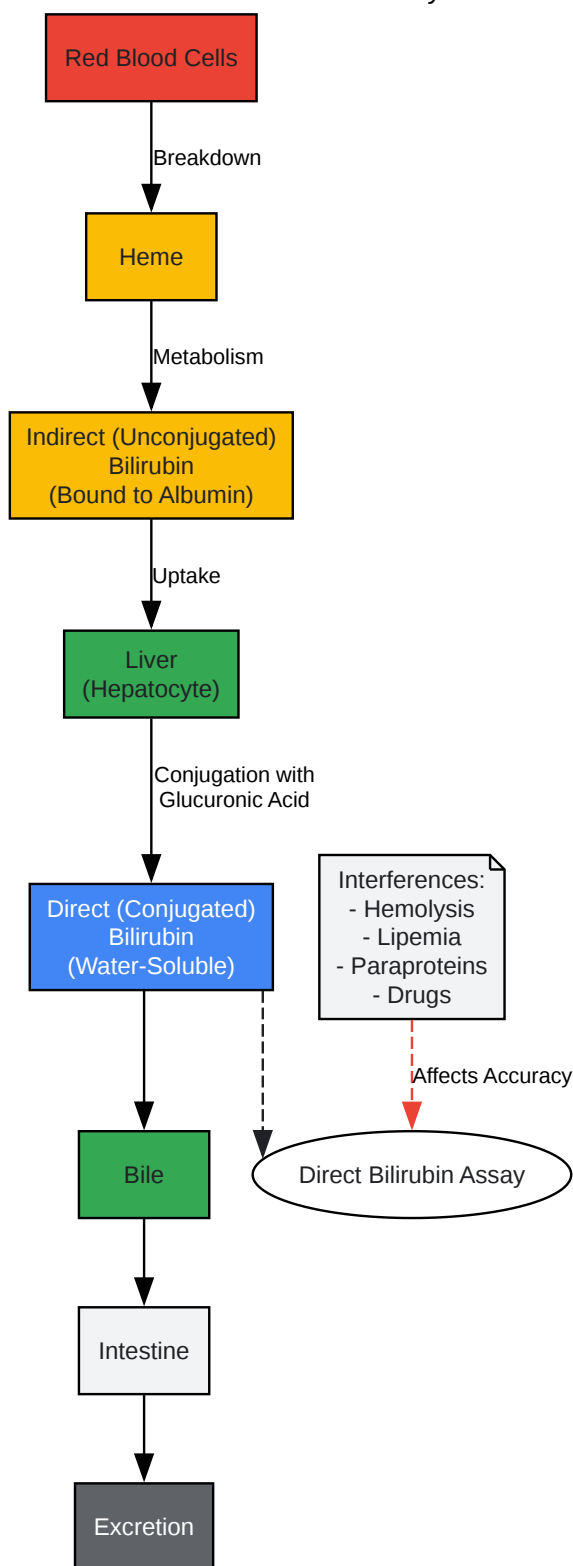 Red Blood Cells
Breakdown
Heme
Metabolism
Indirect (Unconjugated)
Bilirubin
(Bound to Albumin)
Uptake
Liver
(Hepatocyte)
Conjugation with
Glucuronic Acid
Direct (Conjugated)
Bilirubin
(Water-Soluble)
Interferences:
- Hemolysis
- Lipemia
- Paraproteins
- Drugs
Affects Accuracy
Bile
Direct Bilirubin Assay
Intestine
Excretion